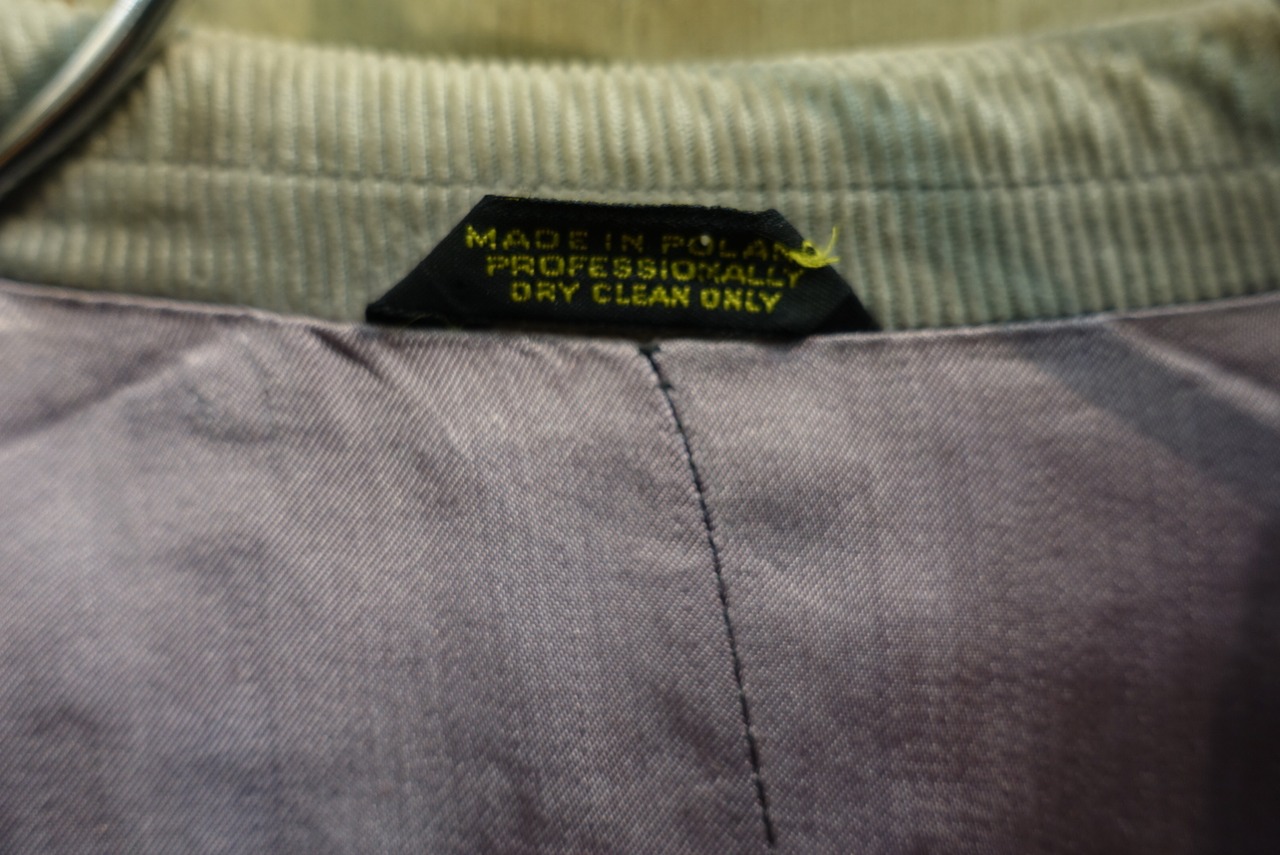 MADE IN POLAND
PROFESSIONALLY
DRY CLEAN ONLY